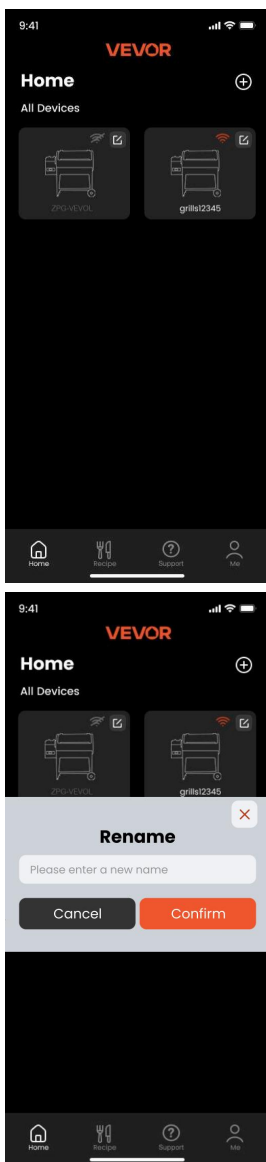 9:41
VEVOR
Home
All Devices
ZPG-VEVOL
grills12345
Home Recipe Support Me
9:41
VEVOR
Home
All Devices
ZPG-VEVOL
grills12345
Rename
Please enter a new name
Cancel Confirm
Home Recipe Support Me